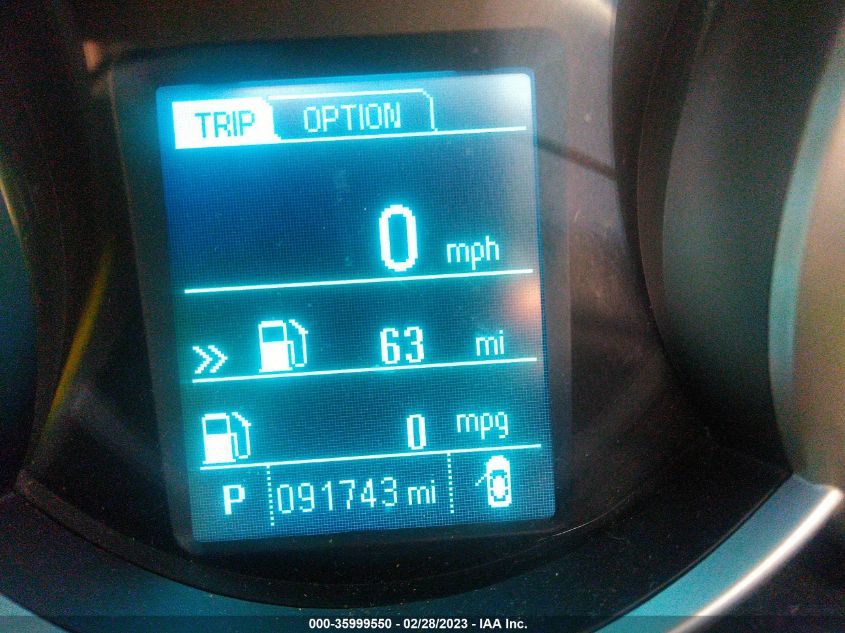 TRIP OPTION
0 mph
63 mi
0 mpg
P 091743 mi
000-35999550 - 02/28/2023 - IAA Inc.